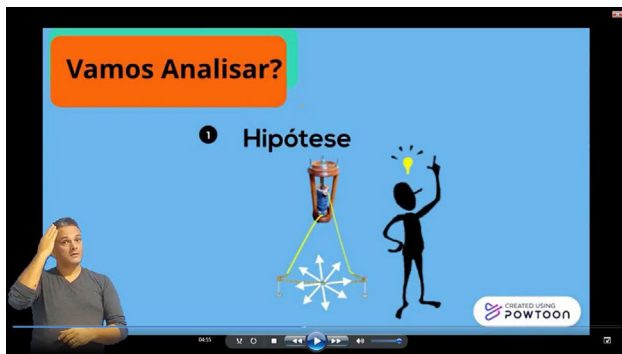 Vamos Analisar?
1 Hipótese
CREATED USING
POWTOON
04:55